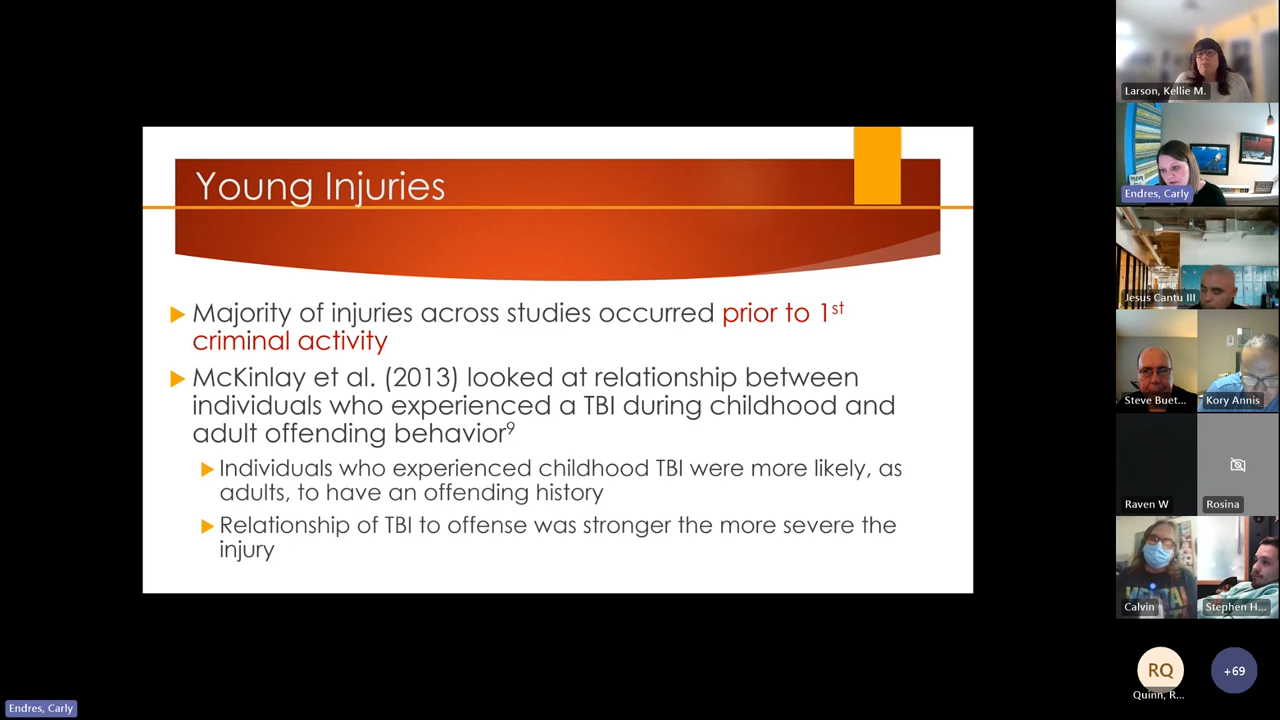 Young Injuries
Majority of injuries across studies occurred prior to 1st
criminal activity
McKinlay et al. (2013) looked at relationship between
individuals who experienced a TBI during childhood and
adult offending behavior9
Individuals who experienced childhood TBI were more likely, as
adults, to have an offending history
Relationship of TBI to offense was stronger the more severe the
injury
Larson, Kellie M.
Endres, Carly
Jesus Cantu III
Steve Buet...
Kory Annis
Raven W
Rosina
Calvin
Stephen H...
RQ
+69
Quinn, R...
Endres, Carly